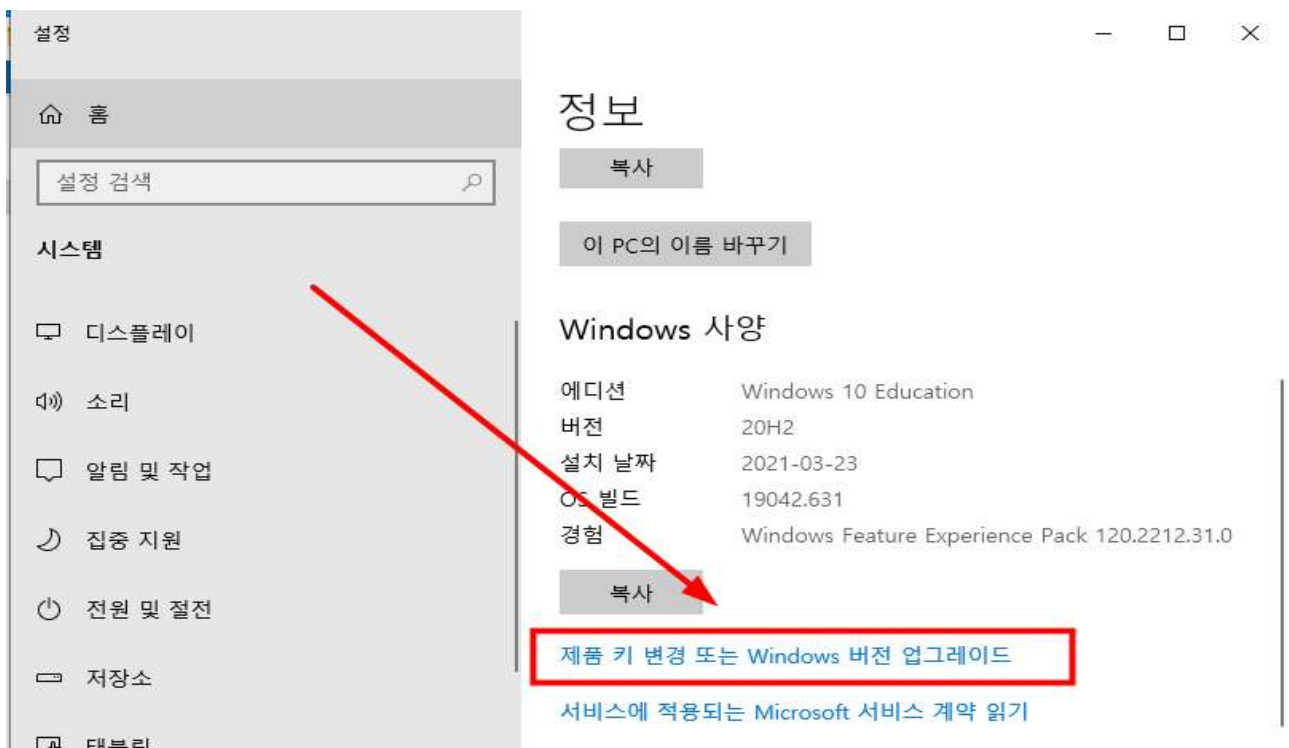 설정
홈
설정 검색
시스템
디스플레이
소리
알림 및 작업
집중 지원
전원 및 절전
저장소
태블릿
정보
복사
이 PC의 이름 바꾸기
Windows 사양
에디션 Windows 10 Education
버전 20H2
설치 날짜 2021-03-23
OS 빌드 19042.631
경험 Windows Feature Experience Pack 120.2212.31.0
복사
제품 키 변경 또는 Windows 버전 업그레이드
서비스에 적용되는 Microsoft 서비스 계약 읽기